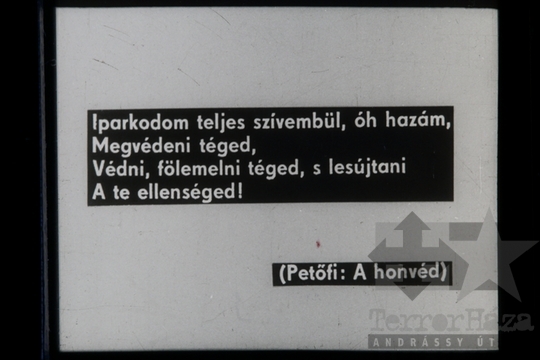 Iparkodom teljes szívembül, óh hazám,
Megvédeni téged,
Védni, fölemelni téged, s lesújtani
A te ellenséged!
(Petőfi: A honvéd)
TerrorHáza
ANDRÁSSY ÚT